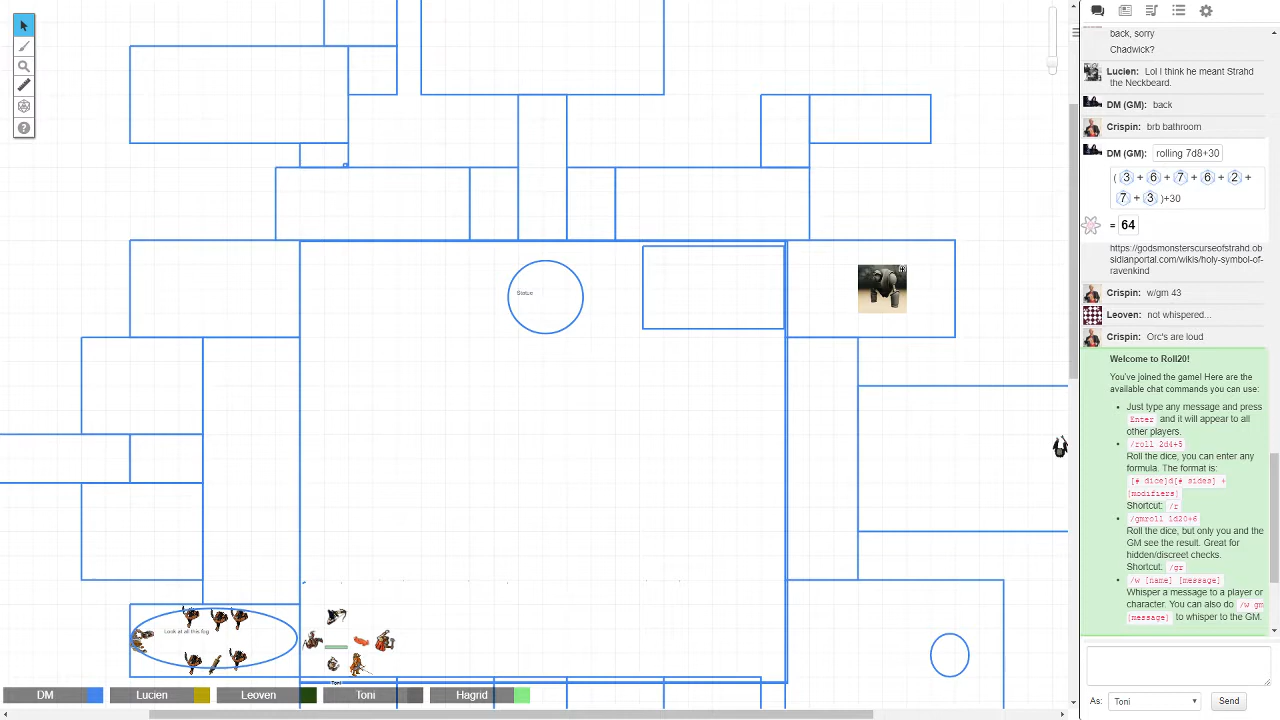 back, sorry
Chadwick?
Lucien: Lol I think he meant Strahd
the Neckbeard.
DM (GM): back
Crispin: brb bathroom
DM (GM): rolling 7d8+30
( 3 + 6 + 7 + 6 + 2 +
7 + 3 )+30
= 64
https://godsmonsterscurseofstrahd.ob
sidianportal.com/wikis/holy-symbol-of-
ravenkind
Crispin: w/gm 43
Leoven: not whispered...
Crispin: Orc's are loud
Welcome to Roll20!
You've joined the game! Here are the
available chat commands you can use:
• Just type any message and press
Enter and it will appear to all
other players.
• /roll 2d4+5
Roll the dice, you can enter any
formula. The format is:
[# dice]d[# sides] +
[modifiers]
Shortcut: /r
• /gmroll 1d20+6
Roll the dice, but only you and the
GM see the result. Great for
hidden/discreet checks.
Shortcut: /gr
• /w [name] [message]
Whisper a message to a player or
character. You can also do /w gm
[message] to whisper to the GM.
As: Toni
Send
Statue
Look at all this fog
Toni
DM
Lucien
Leoven
Toni
Hagrid